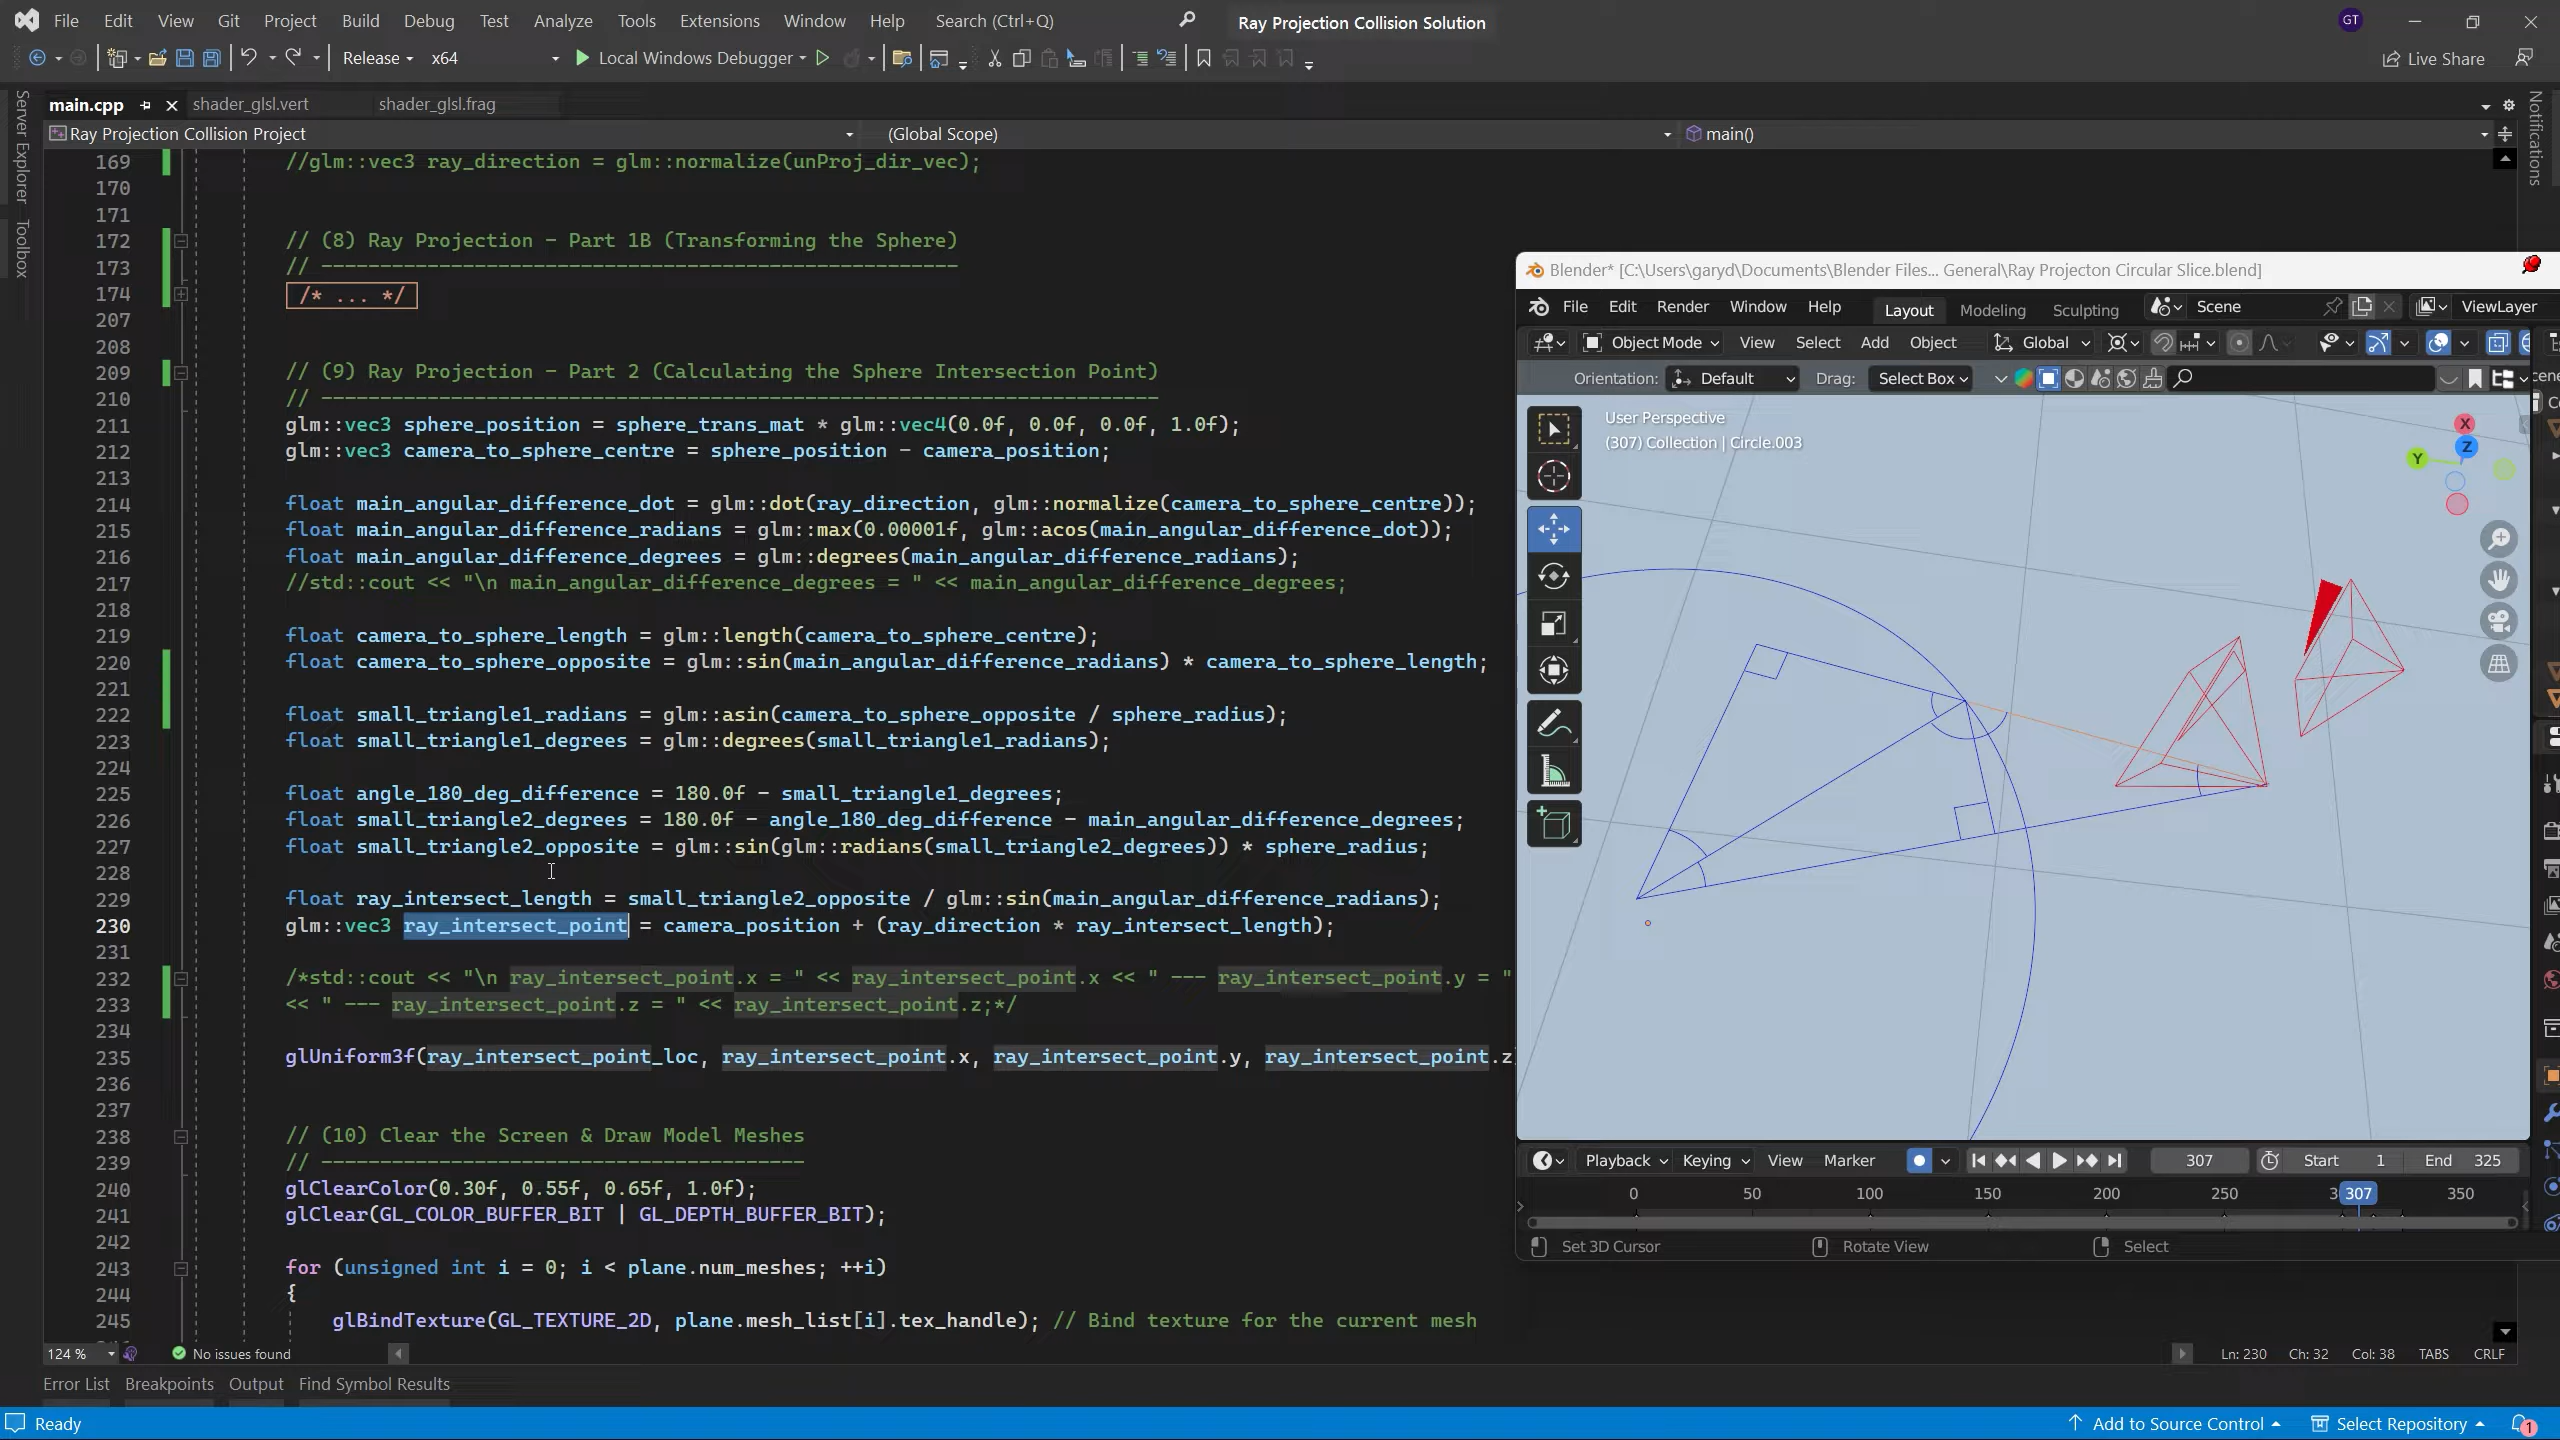 File Edit View Git Project Build Debug Test Analyze Tools Extensions Window Help Search (Ctrl+Q) Ray Projection Collision Solution GT
Release x64 Local Windows Debugger Live Share
Server Explorer
Toolbox
Notifications
main.cpp shader_glsl.vert shader_glsl.frag
Ray Projection Collision Project (Global Scope) main()
169 //glm::vec3 ray_direction = glm::normalize(unProj_dir_vec);
170
171
172 // (8) Ray Projection - Part 1B (Transforming the Sphere)
173 // ------------------------------------------------------
174 /* ... */
207
208
209 // (9) Ray Projection - Part 2 (Calculating the Sphere Intersection Point)
210 // -----------------------------------------------------------------------
211 glm::vec3 sphere_position = sphere_trans_mat * glm::vec4(0.0f, 0.0f, 0.0f, 1.0f);
212 glm::vec3 camera_to_sphere_centre = sphere_position - camera_position;
213
214 float main_angular_difference_dot = glm::dot(ray_direction, glm::normalize(camera_to_sphere_centre));
215 float main_angular_difference_radians = glm::max(0.00001f, glm::acos(main_angular_difference_dot));
216 float main_angular_difference_degrees = glm::degrees(main_angular_difference_radians);
217 //std::cout << "\n main_angular_difference_degrees = " << main_angular_difference_degrees;
218
219 float camera_to_sphere_length = glm::length(camera_to_sphere_centre);
220 float camera_to_sphere_opposite = glm::sin(main_angular_difference_radians) * camera_to_sphere_length;
221
222 float small_triangle1_radians = glm::asin(camera_to_sphere_opposite / sphere_radius);
223 float small_triangle1_degrees = glm::degrees(small_triangle1_radians);
224
225 float angle_180_deg_difference = 180.0f - small_triangle1_degrees;
226 float small_triangle2_degrees = 180.0f - angle_180_deg_difference - main_angular_difference_degrees;
227 float small_triangle2_opposite = glm::sin(glm::radians(small_triangle2_degrees)) * sphere_radius;
228
229 float ray_intersect_length = small_triangle2_opposite / glm::sin(main_angular_difference_radians);
230 glm::vec3 ray_intersect_point = camera_position + (ray_direction * ray_intersect_length);
231
232 /*std::cout << "\n ray_intersect_point.x = " << ray_intersect_point.x << " --- ray_intersect_point.y = "
233 << " --- ray_intersect_point.z = " << ray_intersect_point.z;*/
234
235 glUniform3f(ray_intersect_point_loc, ray_intersect_point.x, ray_intersect_point.y, ray_intersect_point.z
236
237
238 // (10) Clear the Screen & Draw Model Meshes
239 // -----------------------------------------
240 glClearColor(0.30f, 0.55f, 0.65f, 1.0f);
241 glClear(GL_COLOR_BUFFER_BIT | GL_DEPTH_BUFFER_BIT);
242
243 for (unsigned int i = 0; i < plane.num_meshes; ++i)
244 {
245 glBindTexture(GL_TEXTURE_2D, plane.mesh_list[i].tex_handle); // Bind texture for the current mesh
Blender* [C:\Users\garyd\Documents\Blender Files... General\Ray Projecton Circular Slice.blend]
File Edit Render Window Help Layout Modeling Sculpting Scene ViewLayer
Object Mode View Select Add Object Global
Orientation: Default Drag: Select Box
User Perspective
(307) Collection | Circle.003
X
Y
Z
Playback Keying View Marker 307 Start 1 End 325
0 50 100 150 200 250 3 307 350
Set 3D Cursor Rotate View Select
124 % No issues found Ln: 230 Ch: 32 Col: 38 TABS CRLF
Error List Breakpoints Output Find Symbol Results
Ready Add to Source Control Select Repository 1